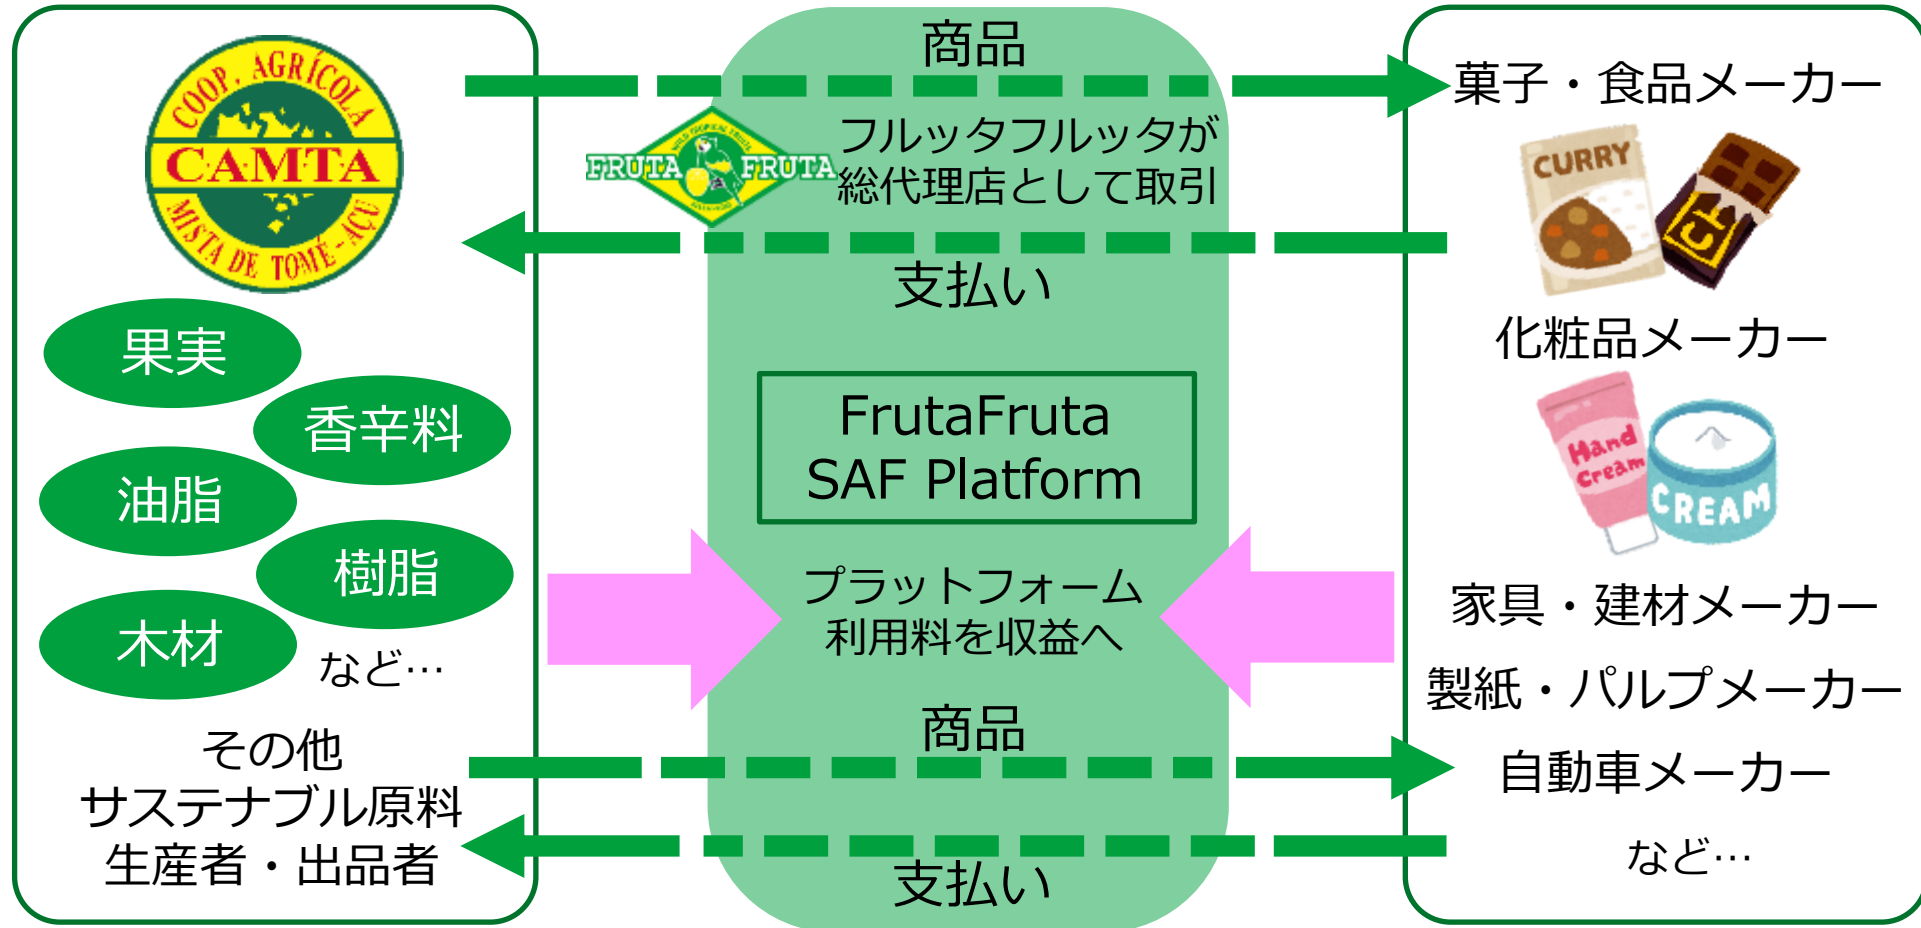 COOP. AGRÍCOLA
CAMTA
MISTA DE TOMÉ-AÇU
果実
香辛料
油脂
樹脂
木材
など…
その他
サステナブル原料
生産者・出品者
商品
FRUTA FRUTA
フルッタフルッタが
総代理店として取引
支払い
FrutaFruta
SAF Platform
プラットフォーム
利用料を収益へ
商品
支払い
菓子・食品メーカー
CURRY
化粧品メーカー
Hand
Cream
CREAM
家具・建材メーカー
製紙・パルプメーカー
自動車メーカー
など…